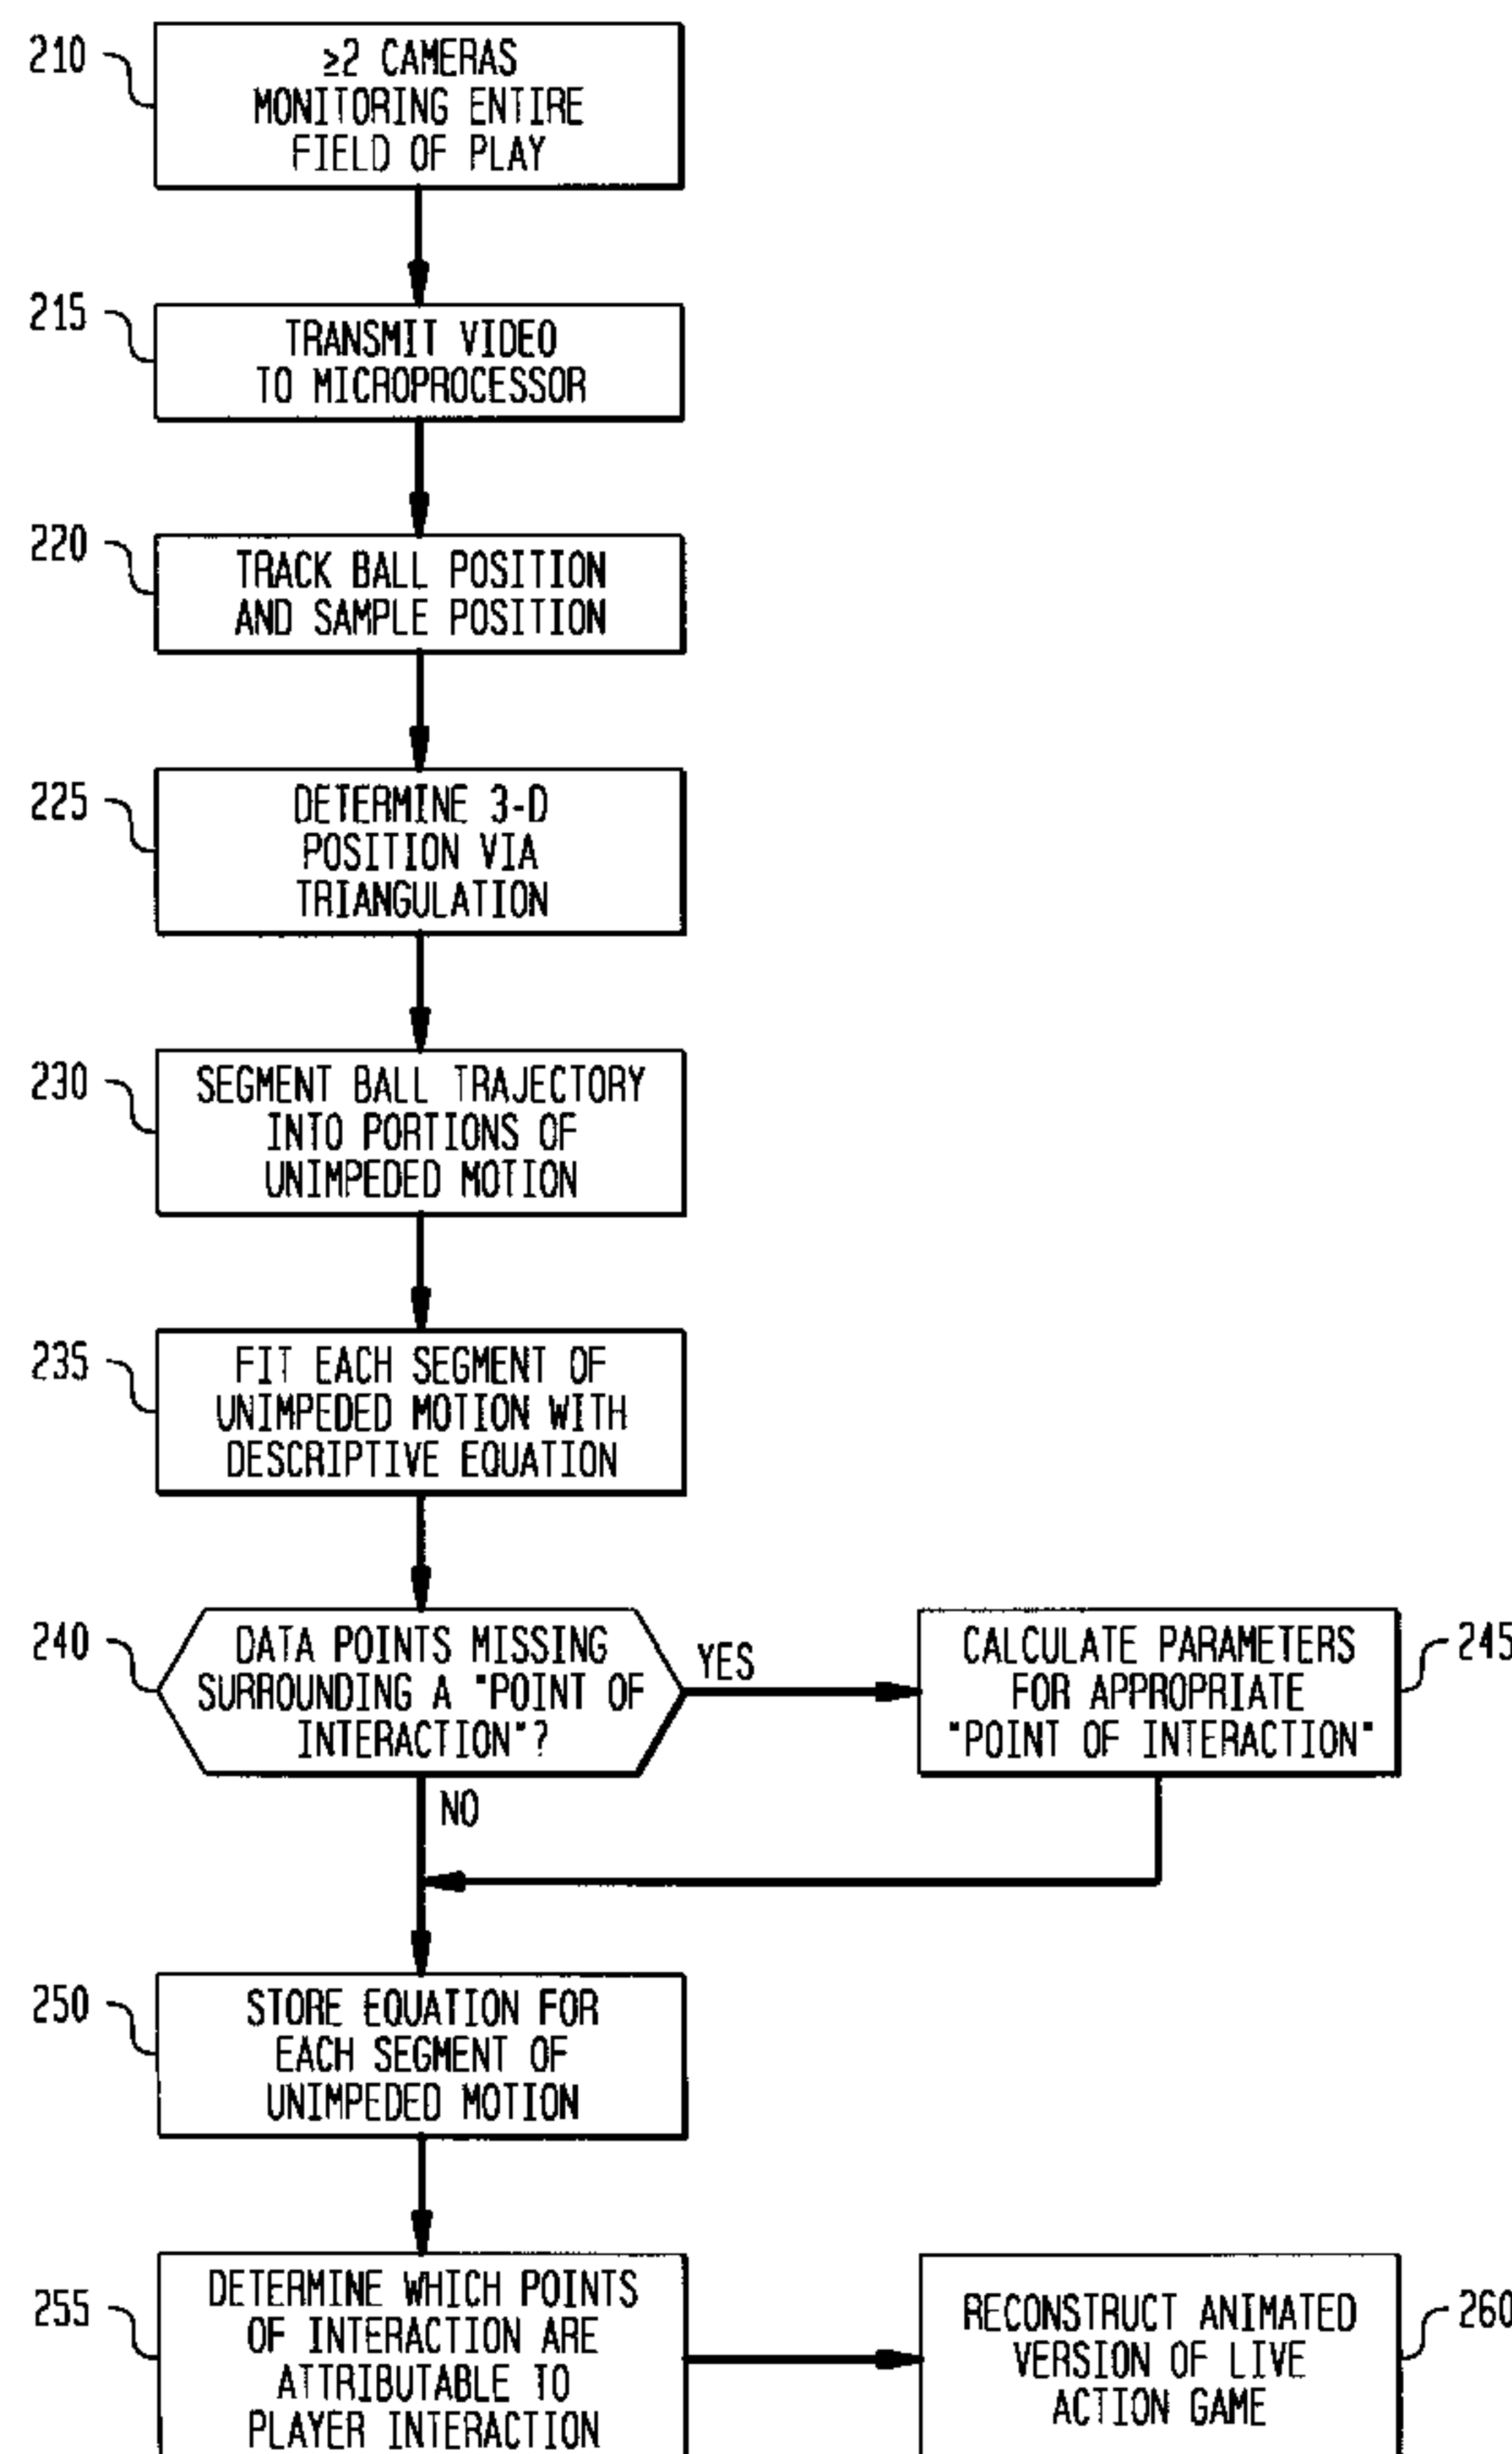 210
≥2 CAMERAS
MONITORING ENTIRE
FIELD OF PLAY
215
TRANSMIT VIDEO
TO MICROPROCESSOR
220
TRACK BALL POSITION
AND SAMPLE POSITION
225
DETERMINE 3-D
POSITION VIA
TRIANGULATION
230
SEGMENT BALL TRAJECTORY
INTO PORTIONS OF
UNIMPEDED MOTION
235
FIT EACH SEGMENT OF
UNIMPEDED MOTION WITH
DESCRIPTIVE EQUATION
240
DATA POINTS MISSING
SURROUNDING A "POINT OF
INTERACTION"?
YES
CALCULATE PARAMETERS
FOR APPROPRIATE
"POINT OF INTERACTION"
245
NO
250
STORE EQUATION FOR
EACH SEGMENT OF
UNIMPEDED MOTION
255
DETERMINE WHICH POINTS
OF INTERACTION ARE
ATTRIBUTABLE TO
PLAYER INTERACTION
RECONSTRUCT ANIMATED
VERSION OF LIVE
ACTION GAME
260